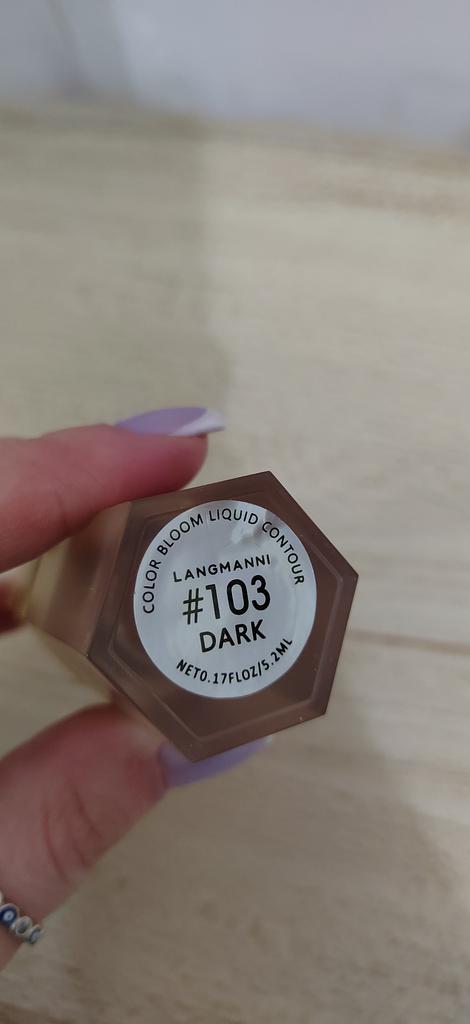 COLOR BLOOM LIQUID CONTOUR
LANGMANNI
#103
DARK
NET0.17FLOZ/5.2ML